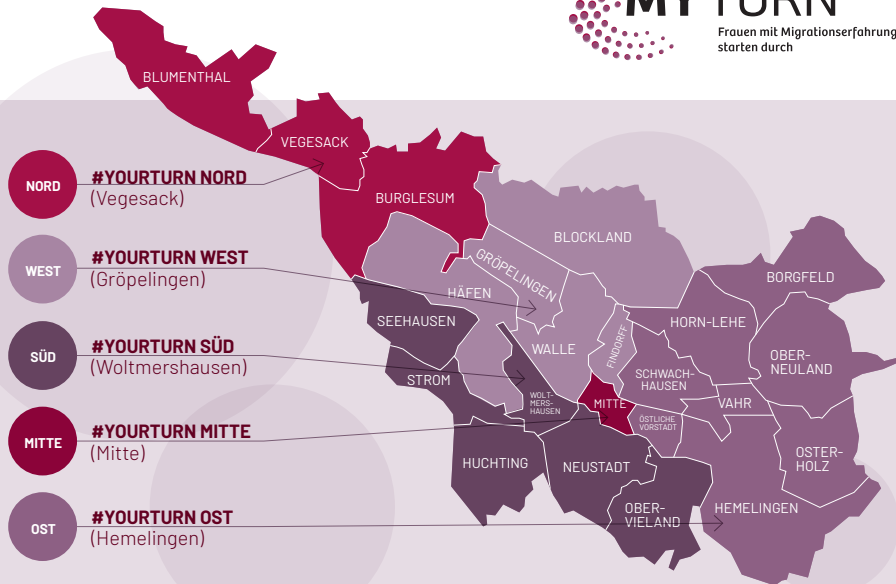 MY TURN
Frauen mit Migrationserfahrung
starten durch
BLUMENTHAL
VEGESACK
BURGLESUM
BLOCKLAND
GRÖPELINGEN
HÄFEN
SEEHAUSEN
STROM
WALLE
FINDORFF
WOLT-
MERS-
HAUSEN
MITTE
ÖSTLICHE
VORSTADT
SCHWACH-
HAUSEN
HORN-LEHE
BORGFELD
OBER-
NEULAND
VAHR
OSTER-
HOLZ
HEMELINGEN
HUCHTING
NEUSTADT
OBER-
VIELAND
NORD
#YOURTURN NORD
(Vegesack)
WEST
#YOURTURN WEST
(Gröpelingen)
SÜD
#YOURTURN SÜD
(Woltmershausen)
MITTE
#YOURTURN MITTE
(Mitte)
OST
#YOURTURN OST
(Hemelingen)